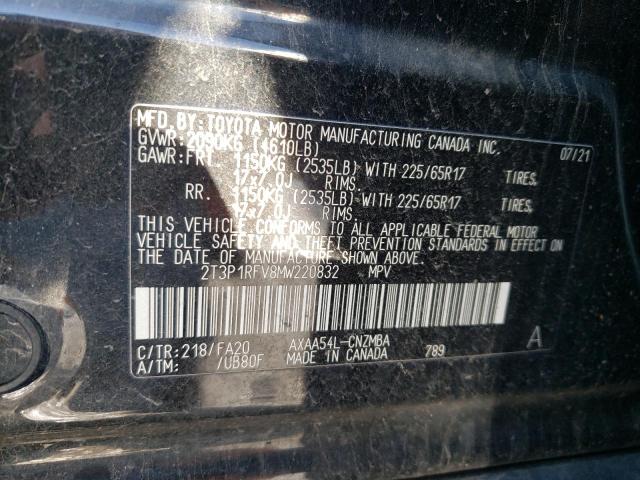 MFD.BY:TOYOTA MOTOR MANUFACTURING CANADA INC.
GVWR:2090KG (4610LB) 07/21
GAWR:FRT. 1150KG (2535LB) WITH 225/65R17 TIRES,
17x7.0J RIMS,
RR. 1150KG (2535LB) WITH 225/65R17 TIRES,
17x7.0J RIMS,
THIS VEHICLE CONFORMS TO ALL APPLICABLE FEDERAL MOTOR
VEHICLE SAFETY AND THEFT PREVENTION STANDARDS IN EFFECT ON
THE DATE OF MANUFACTURE SHOWN ABOVE.
2T3P1RFV8MW220832 MPV
C/TR:218/FA20 AXAA54L-CNZMBA A
A/TM: /UB80F MADE IN CANADA 789